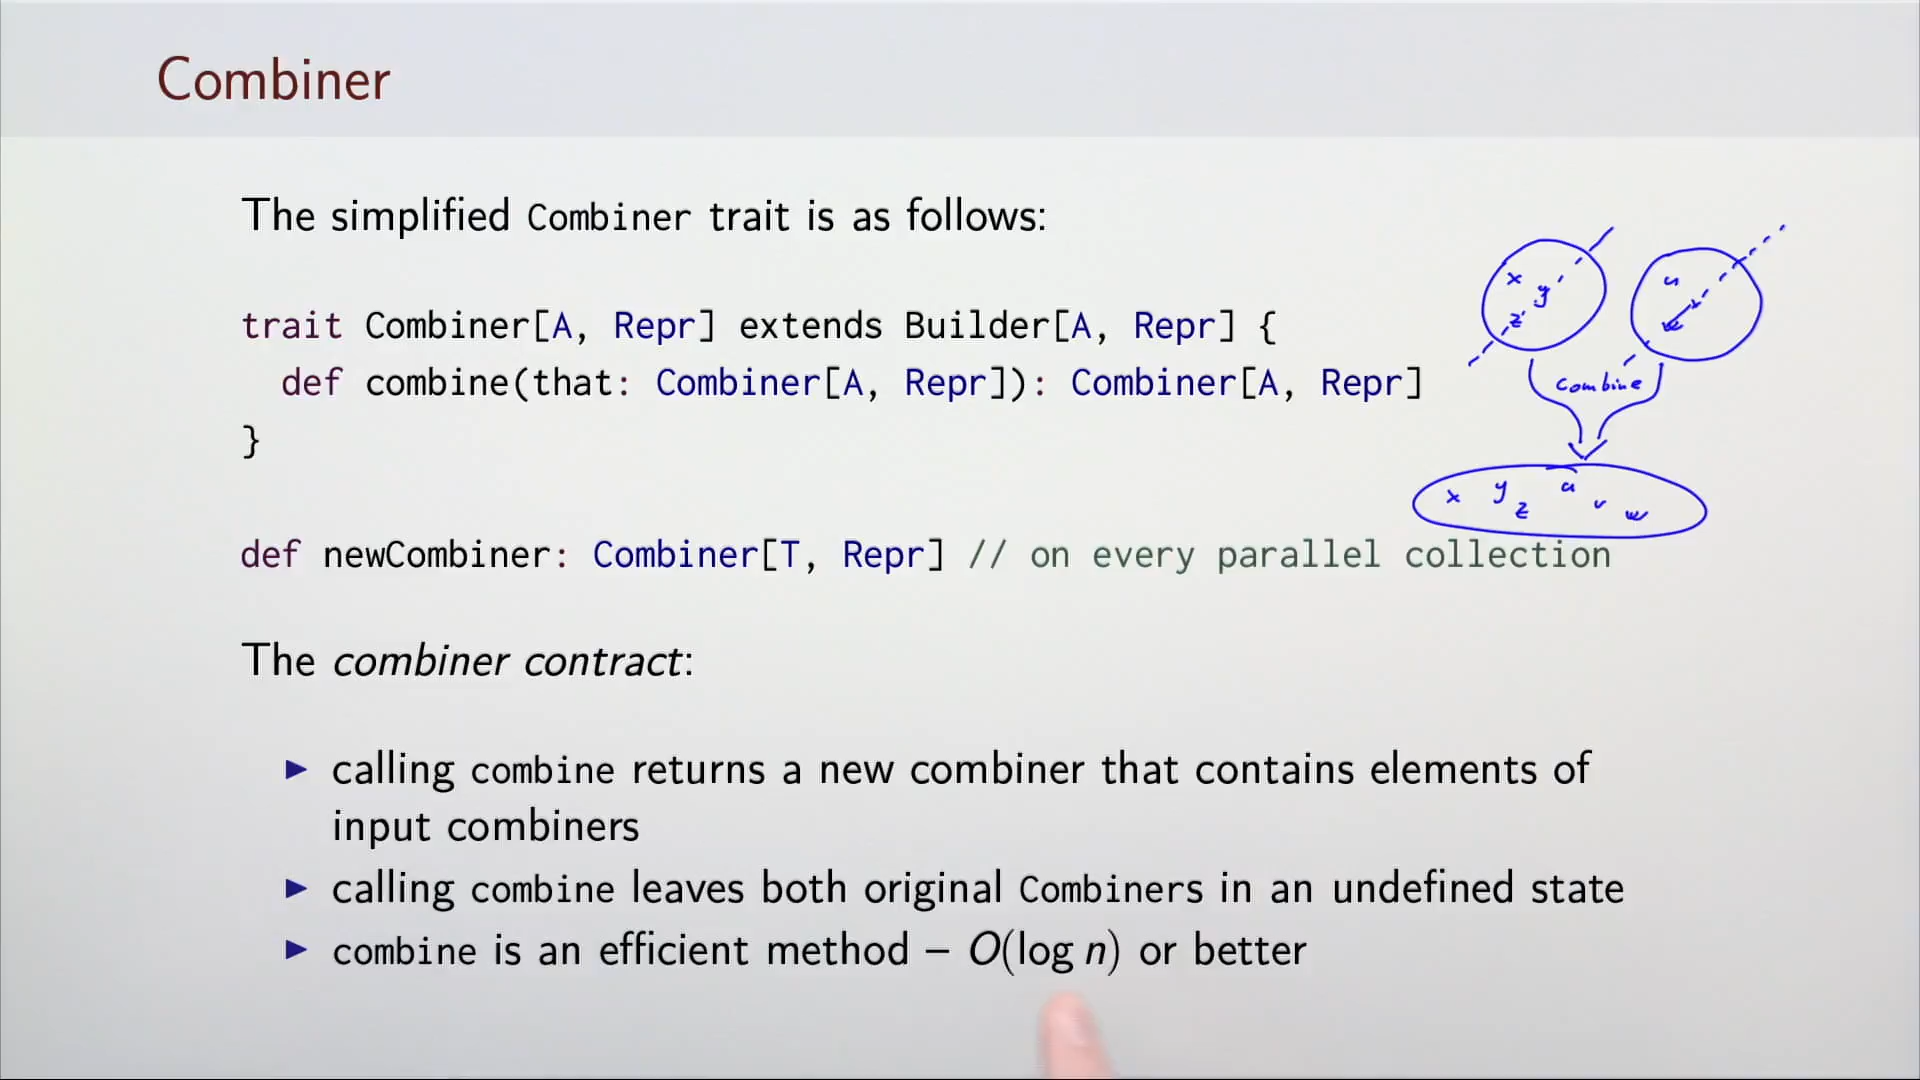 Combiner
The simplified Combiner trait is as follows:
trait Combiner[A, Repr] extends Builder[A, Repr] {
def combine(that: Combiner[A, Repr]): Combiner[A, Repr]
}
x
y
z
u
w
combine
x y z u v w
def newCombiner: Combiner[T, Repr] // on every parallel collection
The combiner contract:
▶ calling combine returns a new combiner that contains elements of
input combiners
▶ calling combine leaves both original Combiners in an undefined state
▶ combine is an efficient method – O(log n) or better